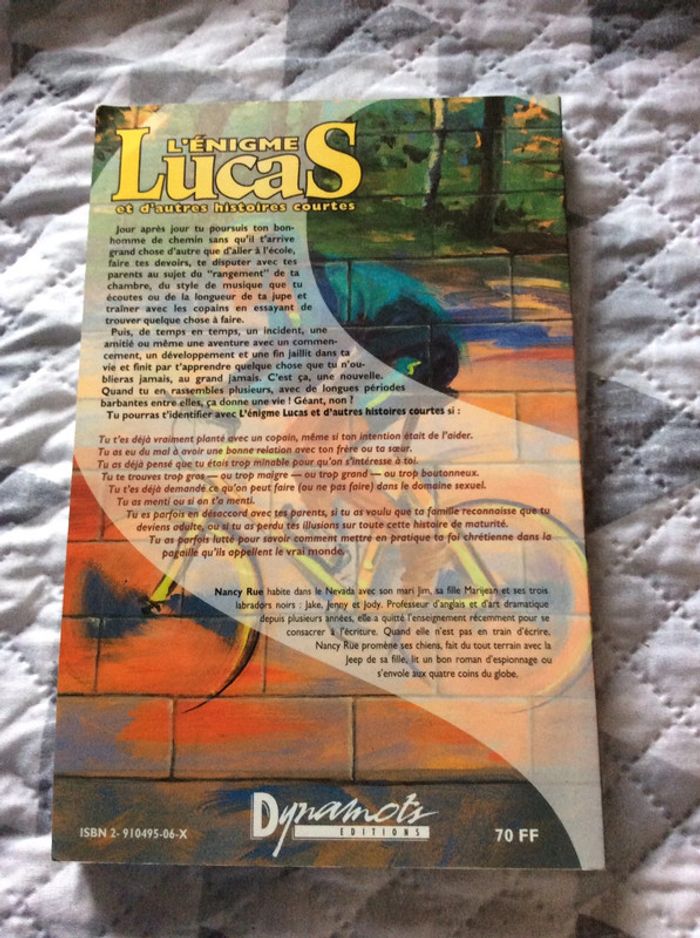 L'ÉNIGME
LUCAS
et d'autres histoires courtes
Jour après jour tu poursuis ton bon-
homme de chemin sans qu'il t'arrive
grand chose d'autre que d'aller à l'école,
faire tes devoirs, te disputer avec tes
parents au sujet du "rangement" de ta
chambre, du style de musique que tu
écoutes ou de la longueur de ta jupe et
traîner avec les copains en essayant de
trouver quelque chose à faire.
Puis, de temps en temps, un incident, une
amitié ou même une aventure avec un commen-
cement, un développement et une fin jaillit dans ta
vie et finit par t'apprendre quelque chose que tu n'ou-
blieras jamais, au grand jamais. C'est ça, une nouvelle.
Quand tu en rassembles plusieurs, avec de longues périodes
barbantes entre elles, ça donne une vie ! Géant, non ?
Tu pourras t'identifier avec L'énigme Lucas et d'autres histoires courtes si :
Tu t'es déjà vraiment planté avec un copain, même si ton intention était de l'aider.
Tu as eu du mal à avoir une bonne relation avec ton frère ou ta sœur.
Tu as déjà pensé que tu étais trop minable pour qu'on s'intéresse à toi.
Tu te trouves trop gros — ou trop malgre — ou trop grand — ou trop boutonneux.
Tu t'es déjà demandé ce qu'on peut faire (ou ne pas faire) dans le domaine sexuel.
Tu as menti ou si on t'a menti.
Tu es parfois en désaccord avec tes parents, si tu as voulu que ta famille reconnaisse que tu
deviens adulte, ou si tu as perdu tes illusions sur toute cette histoire de maturité.
Tu as parfois lutté pour savoir comment mettre en pratique ta foi chrétienne dans la
pagaille qu'ils appellent le vrai monde.
Nancy Rue habite dans le Nevada avec son mari Jim, sa fille Marijean et ses trois
labradors noirs : Jake, Jenny et Jody. Professeur d'anglais et d'art dramatique
depuis plusieurs années, elle a quitté l'enseignement récemment pour se
consacrer à l'écriture. Quand elle n'est pas en train d'écrire,
Nancy Rue promène ses chiens, fait du tout terrain avec la
Jeep de sa fille, lit un bon roman d'espionnage ou
s'envole aux quatre coins du globe.
Dynamots
EDITIONS
ISBN 2- 910495-06-X
70 FF